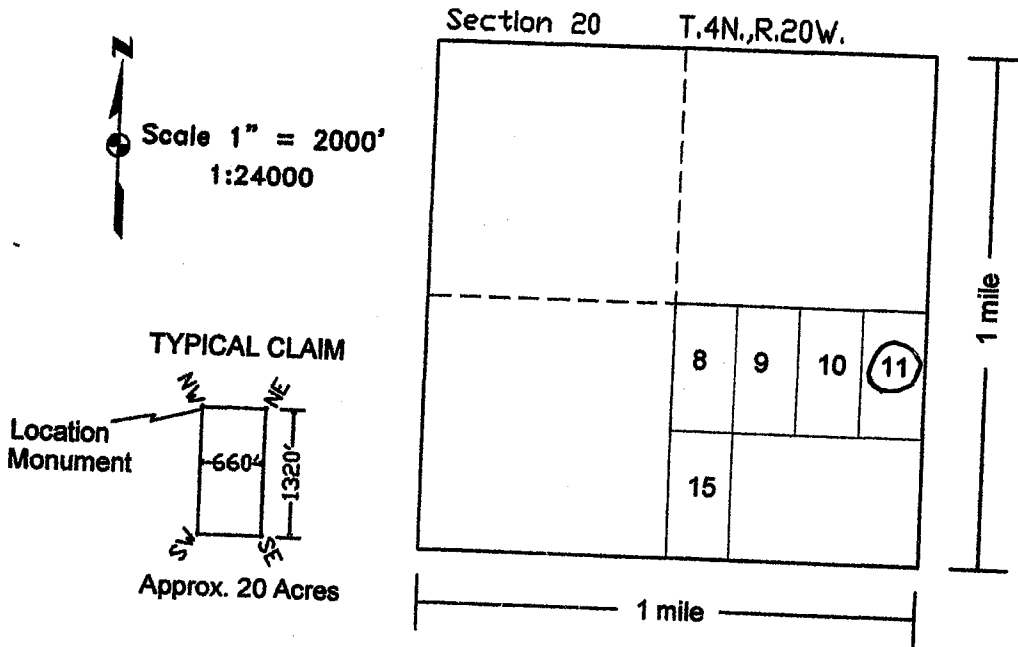 Section 20 T.4N.,R.20W.
N
Scale 1" = 2000'
1:24000
1 mile
8 9 10 11
15
TYPICAL CLAIM
NW NE
Location
Monument
660'
1320'
SW SE
Approx. 20 Acres
1 mile